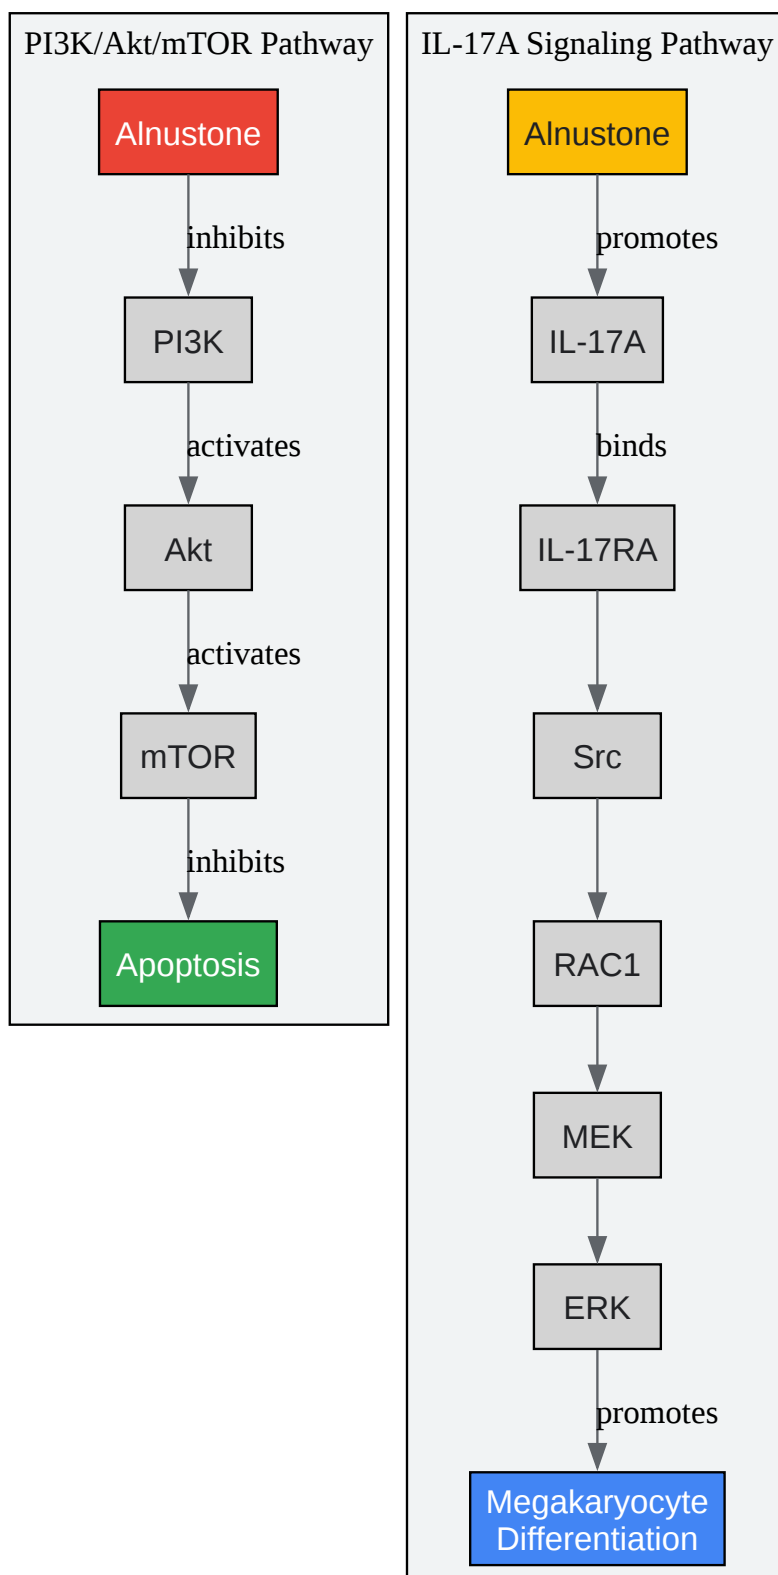 PI3K/Akt/mTOR Pathway
Alnustone
inhibits
PI3K
activates
Akt
activates
mTOR
inhibits
Apoptosis
IL-17A Signaling Pathway
Alnustone
promotes
IL-17A
binds
IL-17RA
Src
RAC1
MEK
ERK
promotes
Megakaryocyte
Differentiation